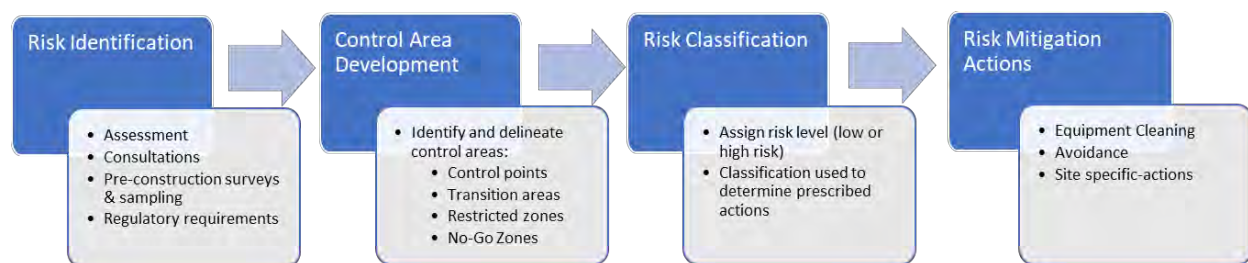 Risk Identification
• Assessment
• Consultations
• Pre-construction surveys
& sampling
• Regulatory requirements
Control Area
Development
• Identify and delineate
control areas:
• Control points
• Transition areas
• Restricted zones
• No-Go Zones
Risk Classification
• Assign risk level (low or
high risk)
• Classification used to
determine prescribed
actions
Risk Mitigation
Actions
• Equipment Cleaning
• Avoidance
• Site specific-actions